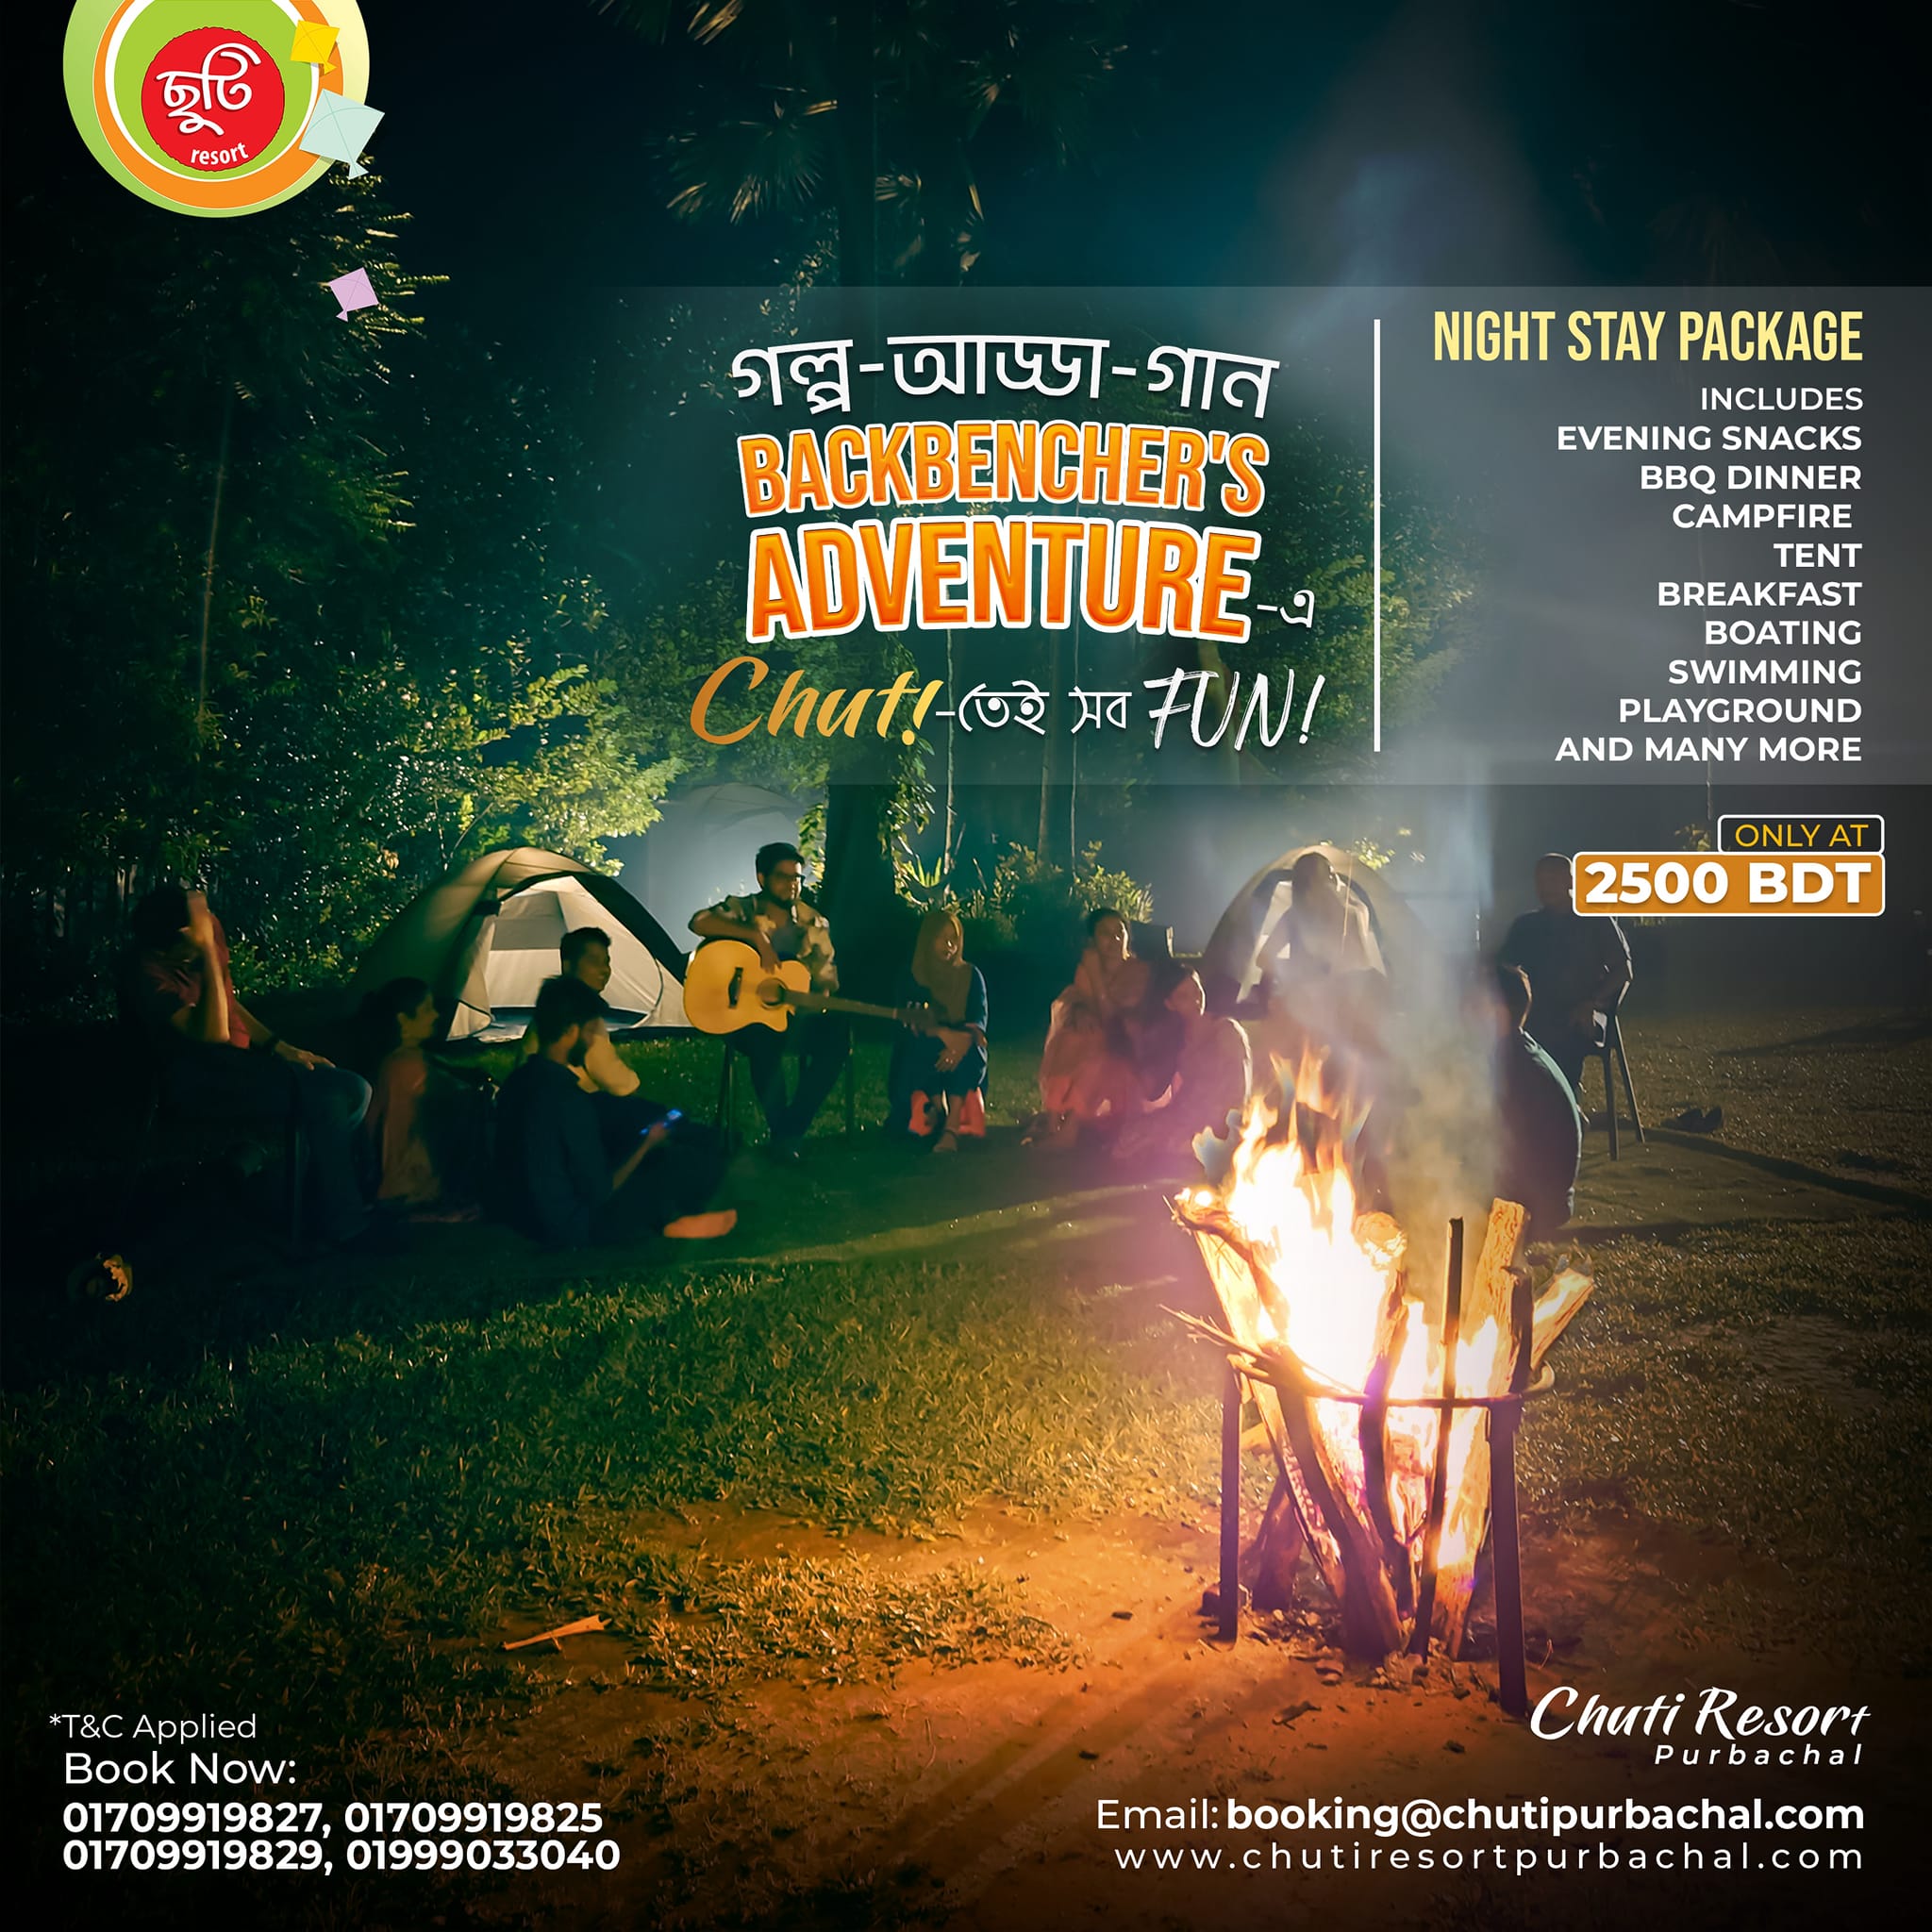 ছুটি
resort
গল্প-আড্ডা-গান
BACKBENCHER'S
ADVENTURE-এ
Chuti-তেই সব FUN!
NIGHT STAY PACKAGE
INCLUDES
EVENING SNACKS
BBQ DINNER
CAMPFIRE
TENT
BREAKFAST
BOATING
SWIMMING
PLAYGROUND
AND MANY MORE
ONLY AT
2500 BDT
*T&C Applied
Book Now:
01709919827, 01709919825
01709919829, 01999033040
Chuti Resort
Purbachal
Email: booking@chutipurbachal.com
www.chutiresortpurbachal.com